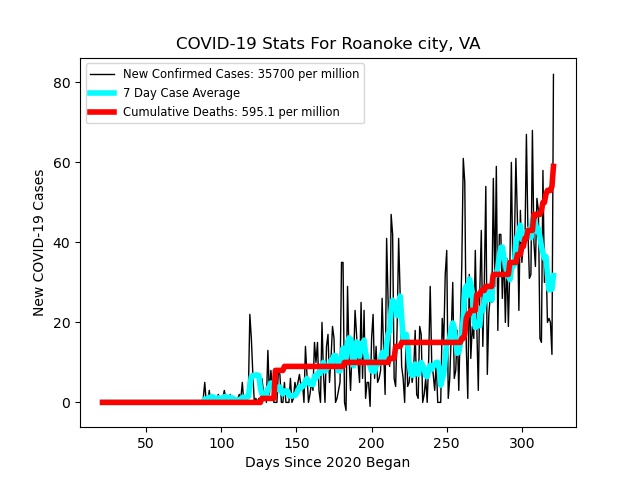 COVID-19 Stats For Roanoke city, VA
New Confirmed Cases: 35700 per million
7 Day Case Average
Cumulative Deaths: 595.1 per million
New COVID-19 Cases
80
60
40
20
0
50 100 150 200 250 300
Days Since 2020 Began